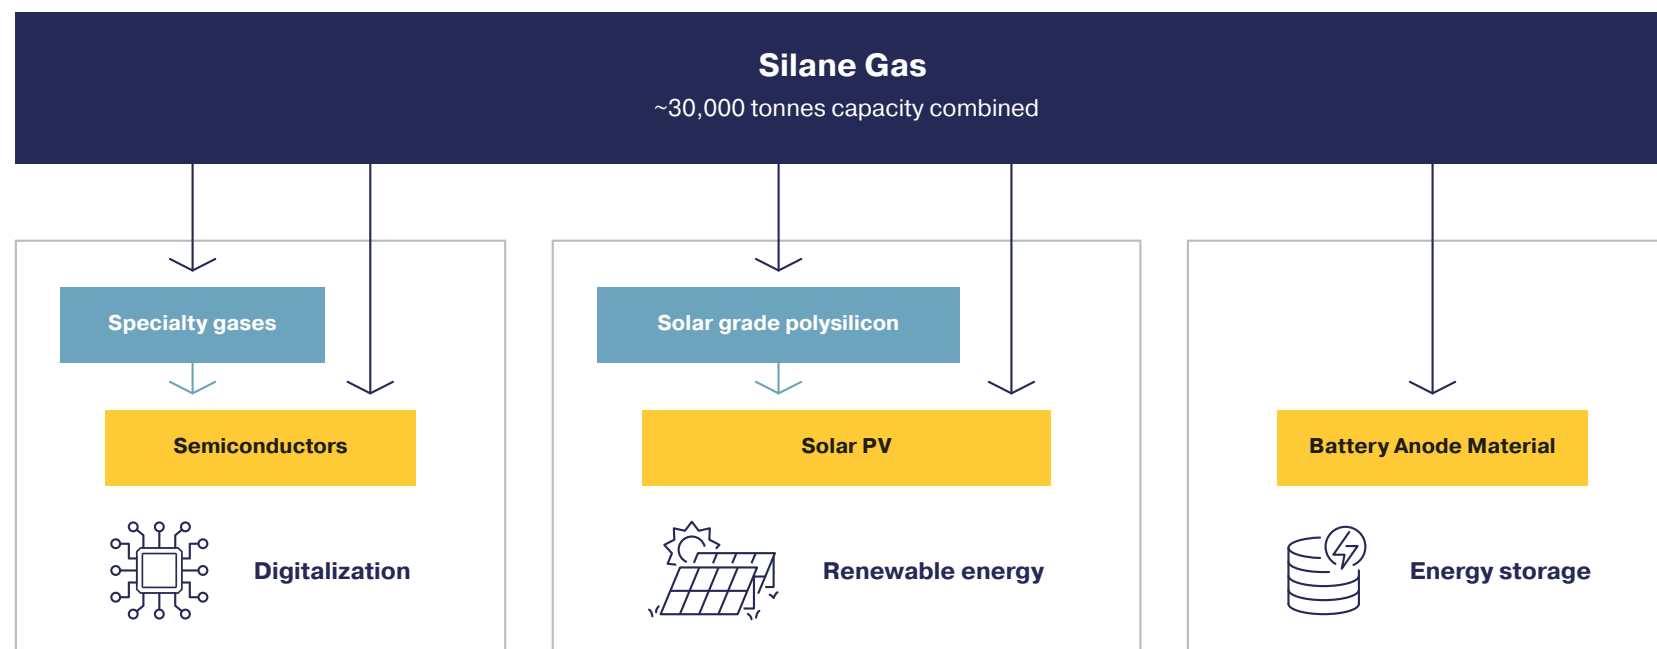 Silane Gas
~30,000 tonnes capacity combined
Specialty gases
Solar grade polysilicon
Semiconductors
Solar PV
Battery Anode Material
Digitalization
Renewable energy
Energy storage